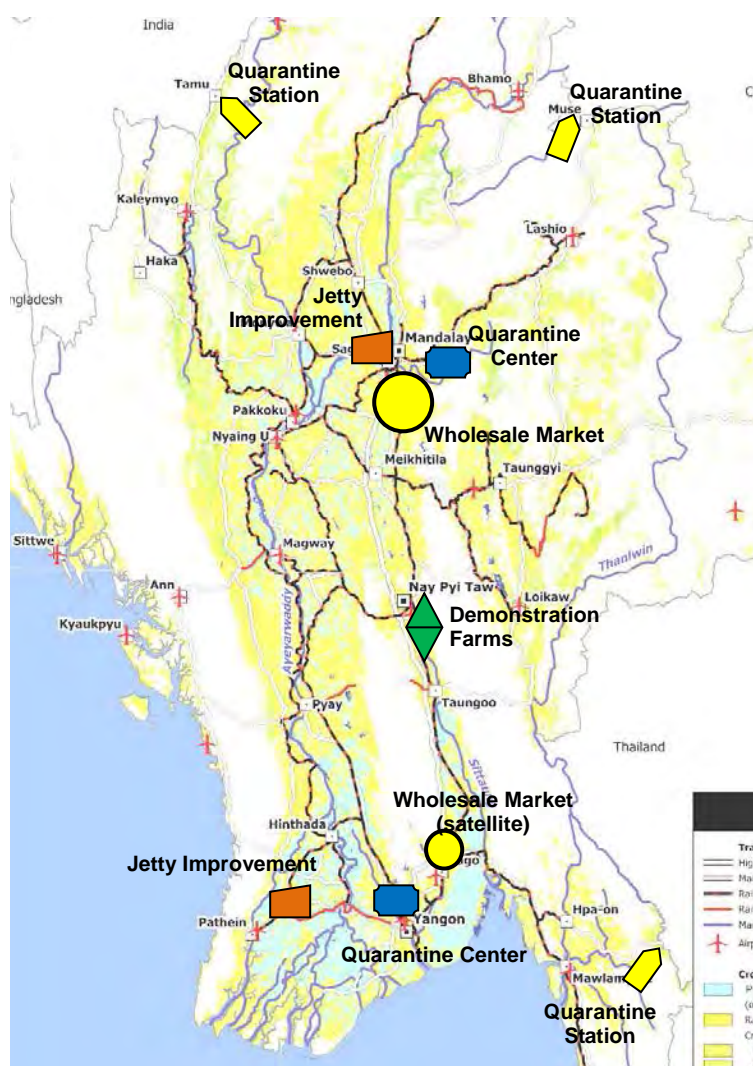 India
Quarantine
Station
Tamu
Bhamo
Quarantine
Station
Muse
Kaleymyo
Haka
Lashio
Shwebo
Jetty
Improvement
Mandalay
Quarantine
Center
Pakkoku
Wholesale Market
Nyaing U
Meikhitila
Taunggyi
Sittwe
Magway
Thanlwin
Ann
Nay Pyi Taw
Loikaw
Demonstration
Farms
Kyaukpyu
Ayeyarwaddy
Pyay
Taungoo
Thailand
Wholesale Market
(satellite)
Hinthada
Jetty Improvement
Hpa-on
Pathein
Yangon
Quarantine Center
Quarantine
Station